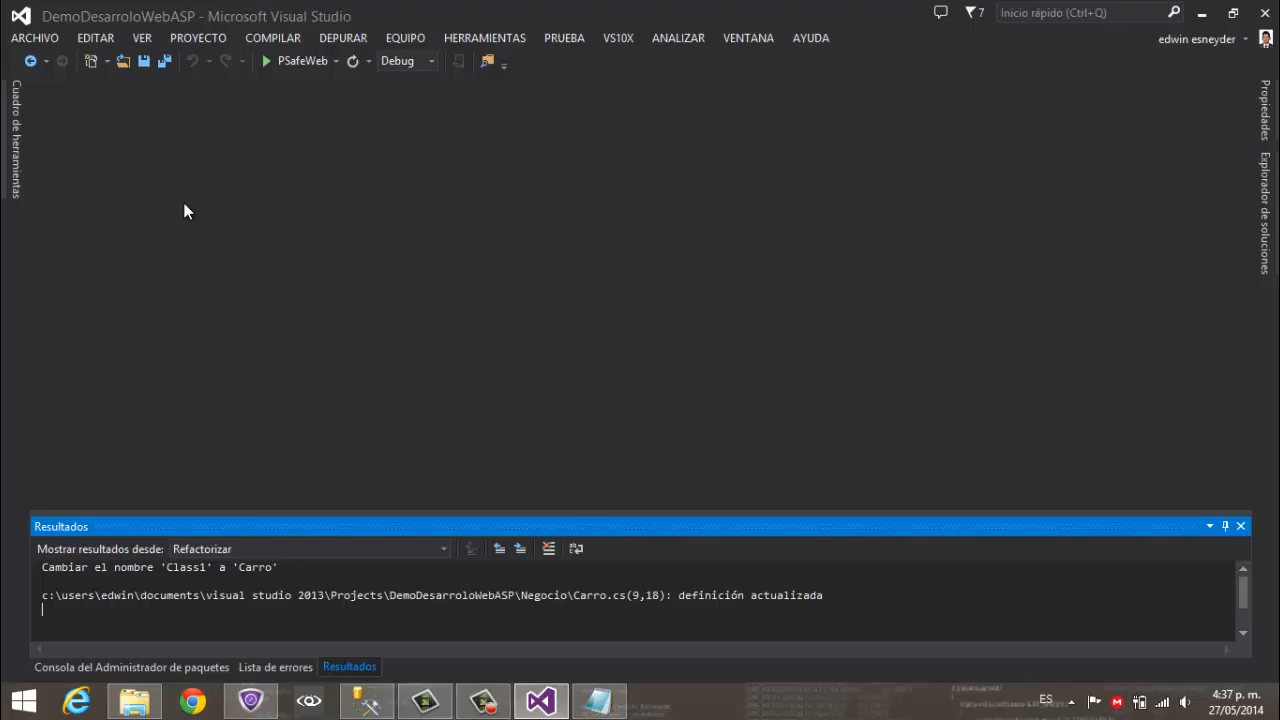 DemoDesarroloWebASP - Microsoft Visual Studio
7
Inicio rápido (Ctrl+Q)
ARCHIVO EDITAR VER PROYECTO COMPILAR DEPURAR EQUIPO HERRAMIENTAS PRUEBA VS10X ANALIZAR VENTANA AYUDA
edwin esneyder
PSafeWeb Debug
Cuadro de herramientas
Propiedades
Explorador de soluciones
Resultados
Mostrar resultados desde: Refactorizar
Cambiar el nombre 'Class1' a 'Carro'
c:\users\edwin\documents\visual studio 2013\Projects\DemoDesarroloWebASP\Negocio\Carro.cs(9,18): definición actualizada
Consola del Administrador de paquetes Lista de errores Resultados
ES
4:37 p. m.
27/05/2014